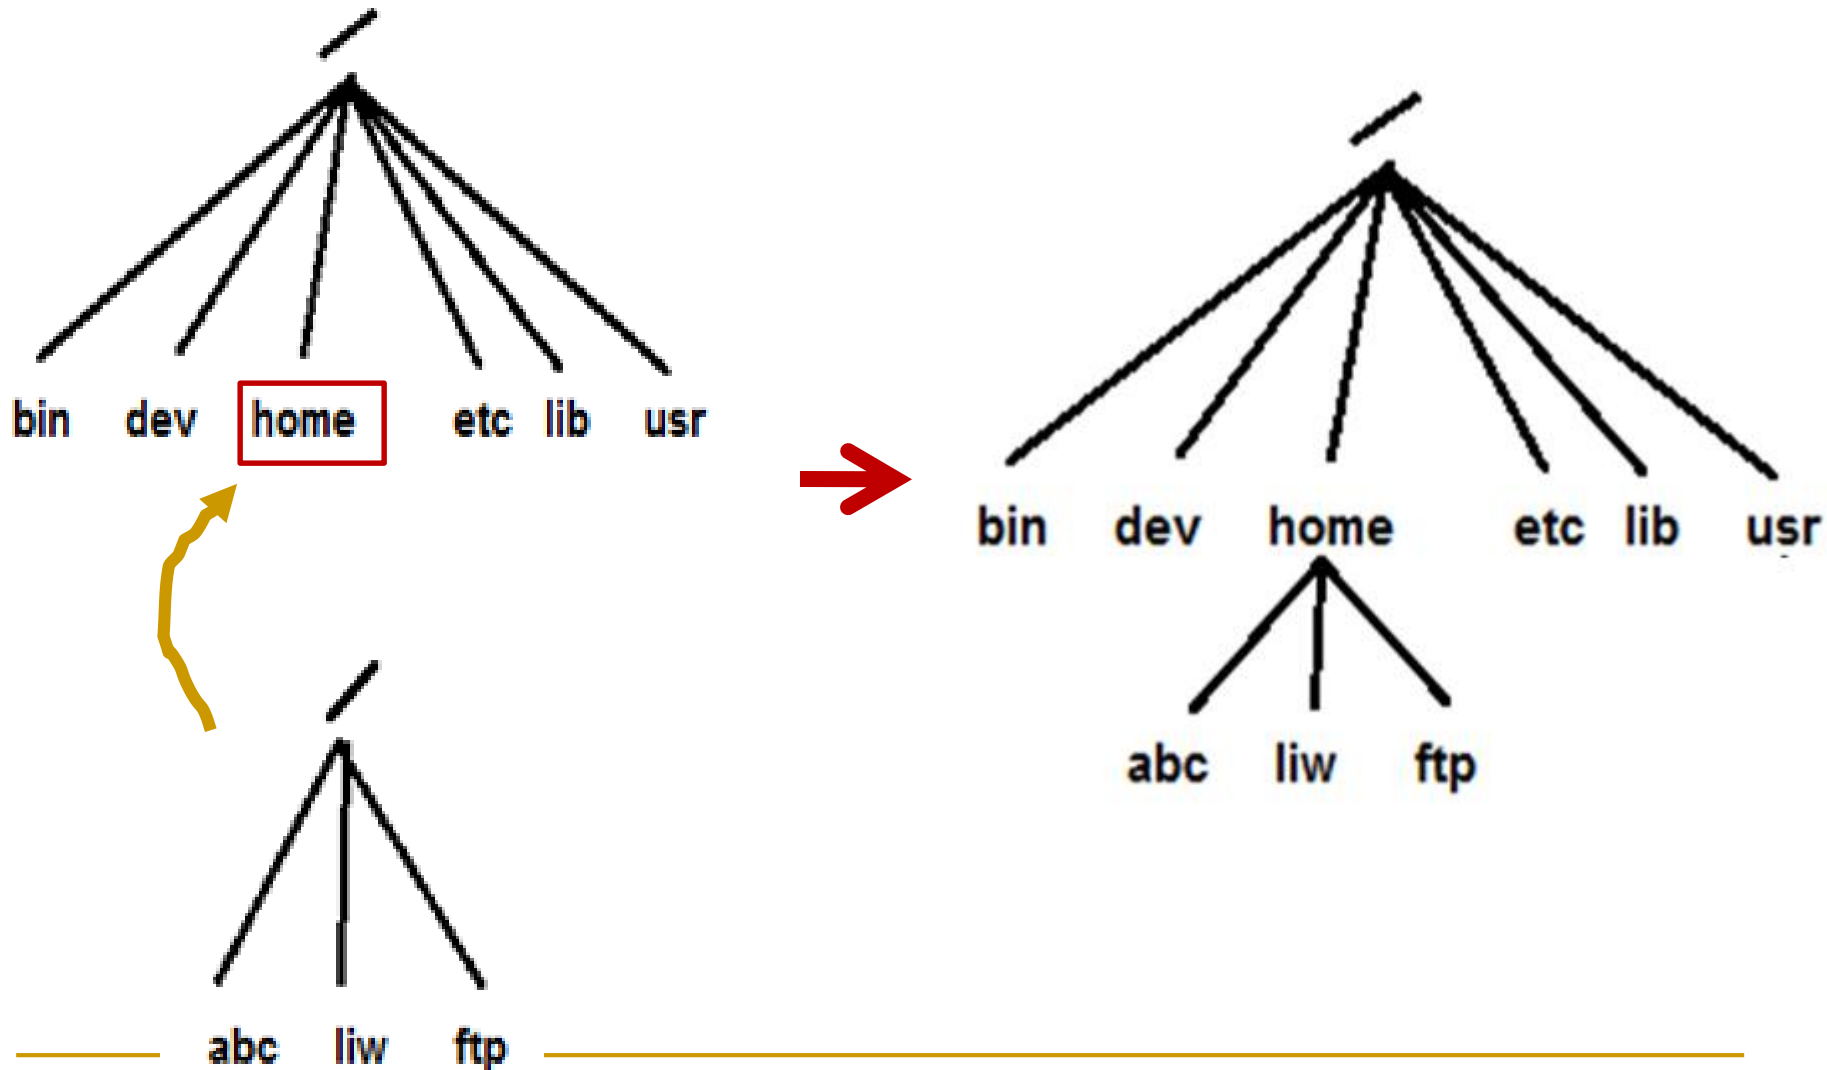 /
bin dev home etc lib usr
/
abc liw ftp
/
bin dev home etc lib usr
abc liw ftp